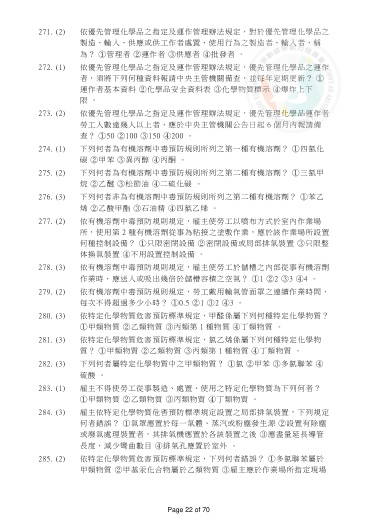 271. (2) 依優先管理化學品之指定及運作管理辦法規定，對於優先管理化學品之
製造、輸入、供應或供工作者處置、使用行為之製造者、輸入者、稱
為？ ①管理者 ②運作者 ③供應者 ④批發者 。
272. (1) 依優先管理化學品之指定及運作管理辦法規定，優先管理化學品之運作
者，須將下列何種資料報請中央主管機關備查，並每年定期更新？ ①
運作者基本資料 ②化學品安全資料表 ③化學物質標示 ④爆炸上下
限 。
273. (2) 依優先管理化學品之指定及運作管理辦法規定，優先化學品運作者
勞工人數達幾人以上者，應於中央主管機關公告日起 6 個月內報請備
查？ ①50 ②100 ③150 ④200 。
274. (1) 下列何者為有機溶劑中毒預防規則所列之第一種有機溶劑？ ①四氯化
碳 ②甲苯 ③異丙醇 ④丙酮 。
275. (2) 下列何者為有機溶劑中毒預防規則所列之第二種有機溶劑？ ①三氯甲
烷 ②乙醚 ③松節油 ④二硫化碳 。
276. (3) 下列何者非為有機溶劑中毒預防規則所列之第二種有機溶劑？ ①苯乙
烯 ②乙酸甲酯 ③石油精 ④四氯乙烯 。
277. (2) 依有機溶劑中毒預防規則規定，雇主使勞工以噴布方式於室內作業場
所，使用第 2 種有機溶劑從事為粘接之塗敷作業，應於該作業場所設置
何種控制設備？ ①只限密閉設備 ②密閉設備或局部排氣裝置 ③只限整
體換氣裝置 ④不用設置控制設備 。
278. (3) 依有機溶劑中毒預防規則規定，雇主使勞工於儲槽之內部從事有機溶劑
作業時，應送入或吸出幾倍於儲槽容積之空氣？ ①1 ②2 ③3 ④4 。
279. (2) 依有機溶劑中毒預防規則規定，勞工戴用輸氣管面罩之連續作業時間，
每次不得超過多少小時？ ①0.5 ②1 ③2 ④3 。
280. (3) 依特定化學物質危害預防標準規定，甲醛係屬下列何種特定化學物質？
①甲類物質 ②乙類物質 ③丙類第 1 種物質 ④丁類物質 。
281. (3) 依特定化學物質危害預防標準規定，氯乙烯係屬下列何種特定化學物
質？ ①甲類物質 ②乙類物質 ③丙類第 1 種物質 ④丁類物質 。
282. (3) 下列何者屬特定化學物質中之甲類物質？ ①氯 ②甲苯 ③多氯聯苯 ④
硫酸 。
283. (1) 雇主不得使勞工從事製造、處置、使用之特定化學物質為下列何者？
①甲類物質 ②乙類物質 ③丙類物質 ④丁類物質 。
284. (3) 雇主依特定化學物質危害預防標準規定設置之局部排氣裝置，下列規定
何者錯誤？ ①氣罩應置於每一氣體、蒸汽或粉塵發生源 ②設置有除塵
或廢氣處理裝置者，其排氣機應置於各該裝置之後 ③應盡量延長導管
長度，減少彎曲數目 ④排氣孔應置於室外 。
285. (2) 依特定化學物質危害預防標準規定，下列何者錯誤？ ①多氯聯苯屬於
甲類物質 ②甲基汞化合物屬於乙類物質 ③雇主應於作業場所指定現場
Page 22 of 70